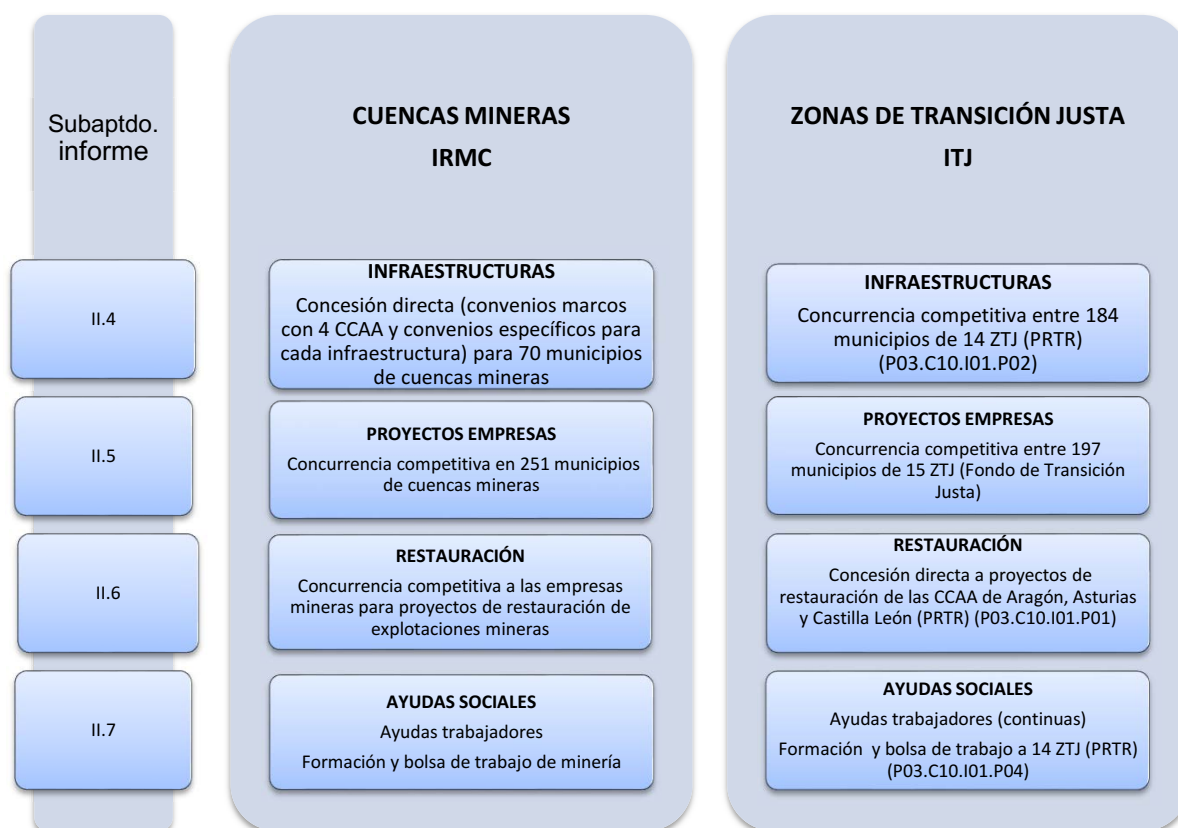 Subaptdo.
informe
CUENCAS MINERAS
IRMC
ZONAS DE TRANSICIÓN JUSTA
ITJ
II.4
INFRAESTRUCTURAS
Concesión directa (convenios marcos
con 4 CCAA y convenios específicos para
cada infraestructura) para 70 municipios
de cuencas mineras
INFRAESTRUCTURAS
Concurrencia competitiva entre 184
municipios de 14 ZTJ (PRTR)
(P03.C10.I01.P02)
II.5
PROYECTOS EMPRESAS
Concurrencia competitiva en 251 municipios
de cuencas mineras
PROYECTOS EMPRESAS
Concurrencia competitiva entre 197
municipios de 15 ZTJ (Fondo de Transición
Justa)
II.6
RESTAURACIÓN
Concurrencia competitiva a las empresas
mineras para proyectos de restauración de
explotaciones mineras
RESTAURACIÓN
Concesión directa a proyectos de
restauración de las CCAA de Aragón, Asturias
y Castilla León (PRTR) (P03.C10.I01.P01)
II.7
AYUDAS SOCIALES
Ayudas trabajadores
Formación y bolsa de trabajo de minería
AYUDAS SOCIALES
Ayudas trabajadores (continuas)
Formación y bolsa de trabajo a 14 ZTJ (PRTR)
(P03.C10.I01.P04)